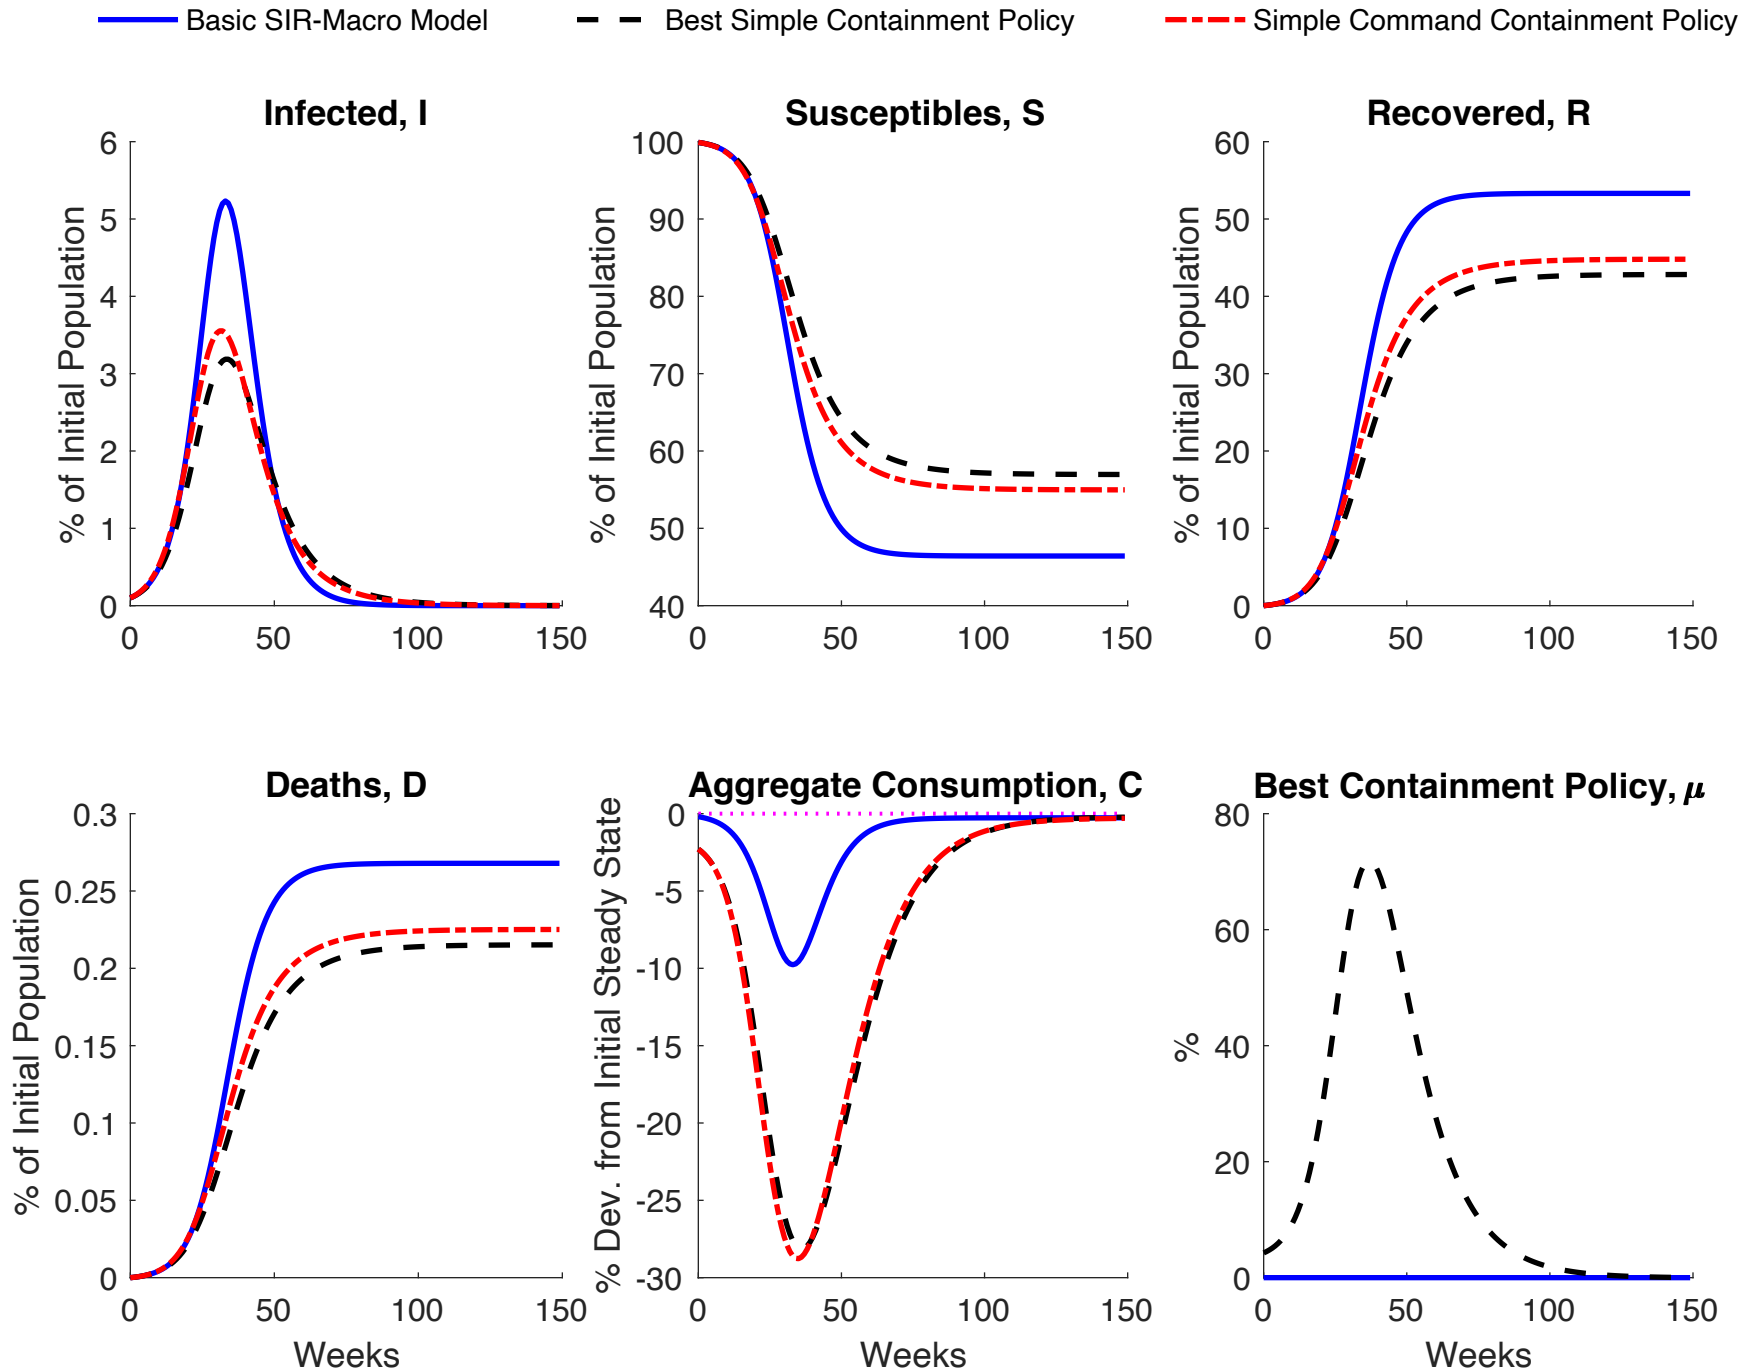 Basic SIR-Macro Model
Best Simple Containment Policy
Simple Command Containment Policy
Infected, I
% of Initial Population
6
5
4
3
2
1
0
0 50 100 150
Susceptibles, S
% of Initial Population
100
90
80
70
60
50
40
0 50 100 150
Recovered, R
% of Initial Population
60
50
40
30
20
10
0
0 50 100 150
Deaths, D
% of Initial Population
0.3
0.25
0.2
0.15
0.1
0.05
0
0 50 100 150
Weeks
Aggregate Consumption, C
% Dev. from Initial Steady State
0
-5
-10
-15
-20
-25
-30
0 50 100 150
Weeks
Best Containment Policy, μ
%
80
60
40
20
0
0 50 100 150
Weeks